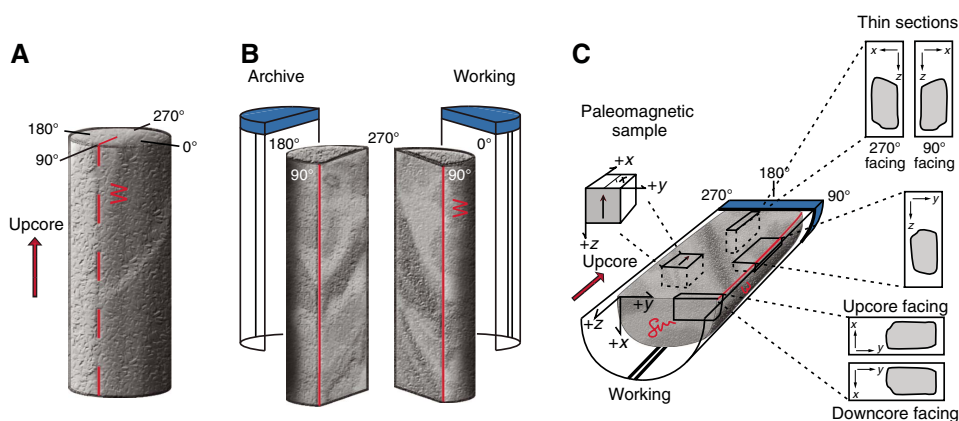 A
180°
270°
90°
0°
W
Upcore
B
Archive
Working
180°
270°
0°
90°
90°
W
C
Thin sections
x
z
x
z
270°
facing
90°
facing
Paleomagnetic
sample
+x
(x
+y
+z
270°
180°
90°
Upcore
+y
+z
+x
Working
y
z
Upcore facing
x
y
y
x
Downcore facing